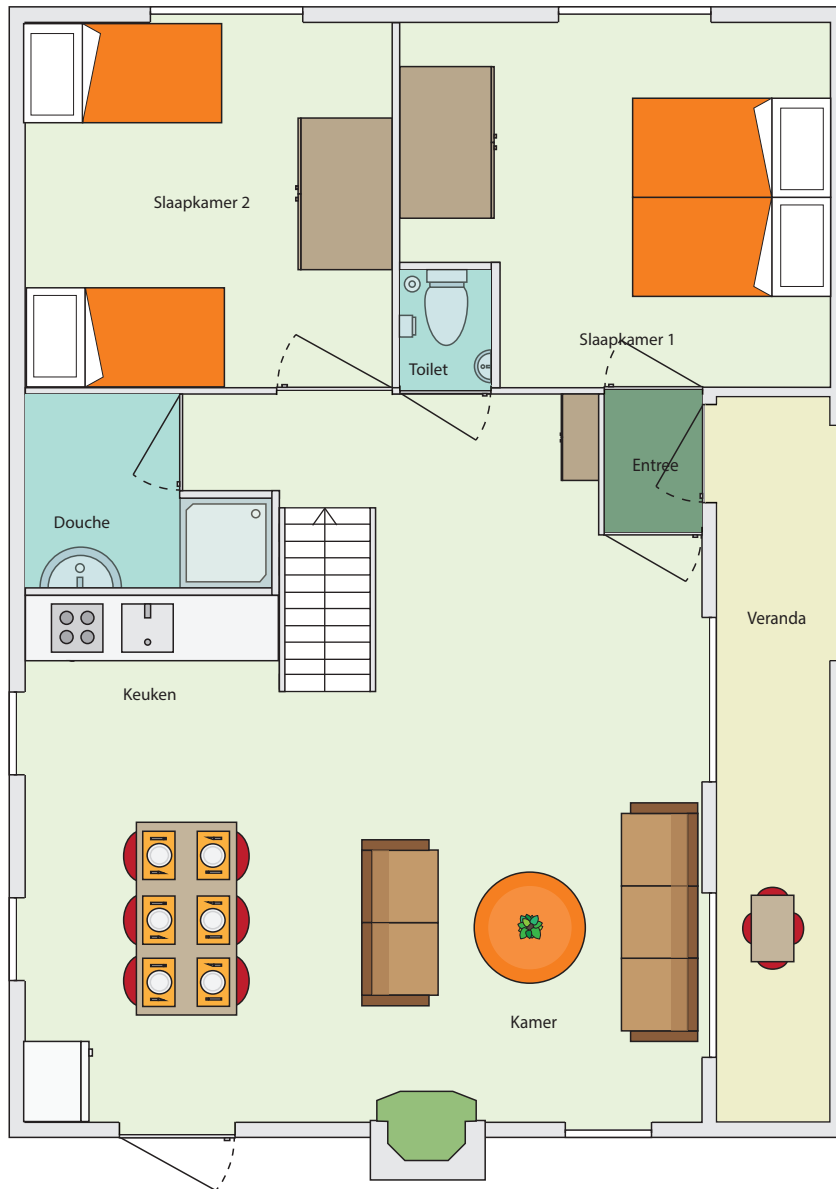 Slaapkamer 2
Slaapkamer 1
Toilet
Entree
Douche
Veranda
Keuken
Kamer